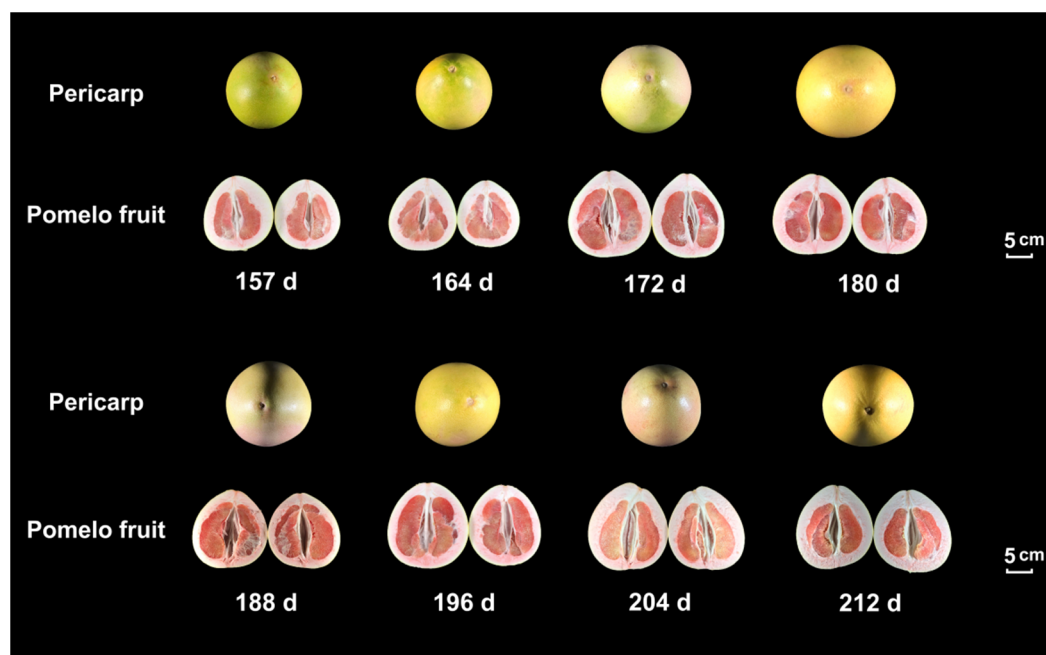 Pericarp
Pomelo fruit
5 cm
157 d 164 d 172 d 180 d
Pericarp
Pomelo fruit
5 cm
188 d 196 d 204 d 212 d